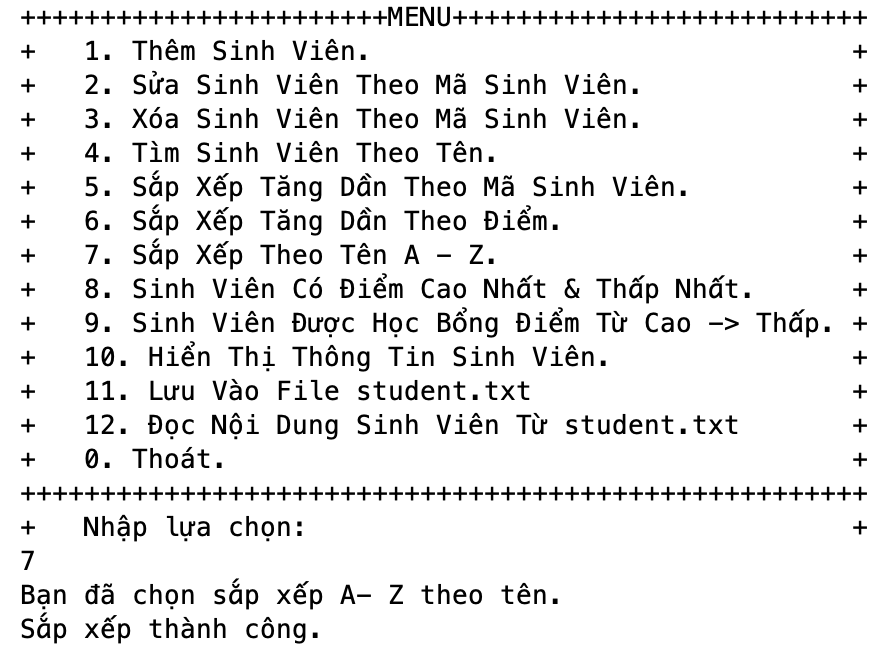 +++++++++++++++++++++++MENU++++++++++++++++++++++++++
+   1. Thêm Sinh Viên.                              +
+   2. Sửa Sinh Viên Theo Mã Sinh Viên.             +
+   3. Xóa Sinh Viên Theo Mã Sinh Viên.             +
+   4. Tìm Sinh Viên Theo Tên.                      +
+   5. Sắp Xếp Tăng Dần Theo Mã Sinh Viên.          +
+   6. Sắp Xếp Tăng Dần Theo Điểm.                  +
+   7. Sắp Xếp Theo Tên A - Z.                      +
+   8. Sinh Viên Có Điểm Cao Nhất & Thấp Nhất.      +
+   9. Sinh Viên Được Học Bổng Điểm Từ Cao -> Thấp. +
+   10. Hiển Thị Thông Tin Sinh Viên.               +
+   11. Lưu Vào File student.txt                    +
+   12. Đọc Nội Dung Sinh Viên Từ student.txt       +
+   0. Thoát.                                       +
+++++++++++++++++++++++++++++++++++++++++++++++++++++
+   Nhập lựa chọn:                                  +
7
Bạn đã chọn sắp xếp A- Z theo tên.
Sắp xếp thành công.